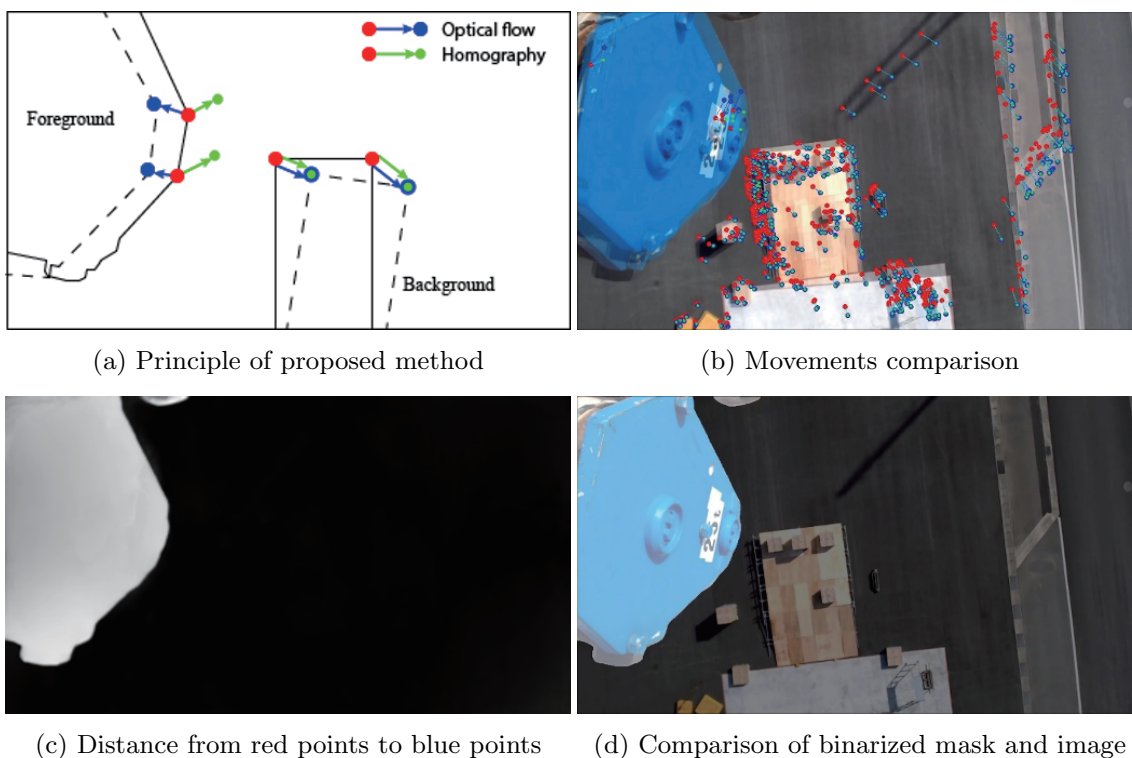 Optical flow
Homography
Foreground
Background
(a) Principle of proposed method
(b) Movements comparison
(c) Distance from red points to blue points
(d) Comparison of binarized mask and image